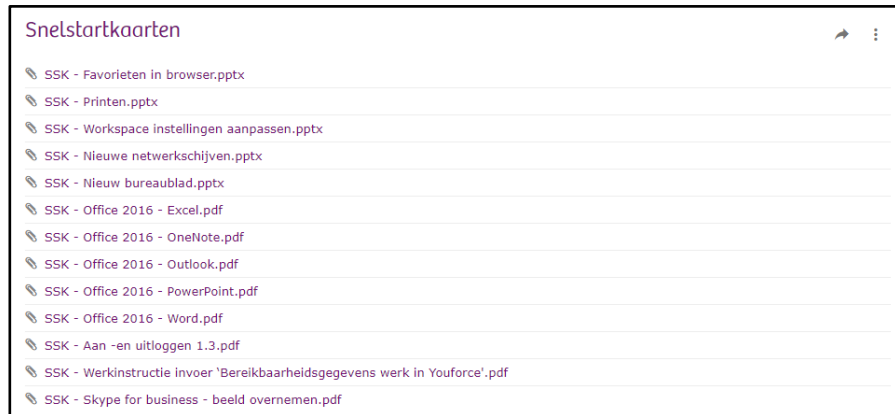 Snelstartkaarten
SSK - Favorieten in browser.pptx
SSK - Printen.pptx
SSK - Workspace instellingen aanpassen.pptx
SSK - Nieuwe netwerkschijven.pptx
SSK - Nieuw bureaublad.pptx
SSK - Office 2016 - Excel.pdf
SSK - Office 2016 - OneNote.pdf
SSK - Office 2016 - Outlook.pdf
SSK - Office 2016 - PowerPoint.pdf
SSK - Office 2016 - Word.pdf
SSK - Aan -en uitloggen 1.3.pdf
SSK - Werkinstructie invoer ‘Bereikbaarheidsgegevens werk in Youforce’.pdf
SSK - Skype for business - beeld overnemen.pdf